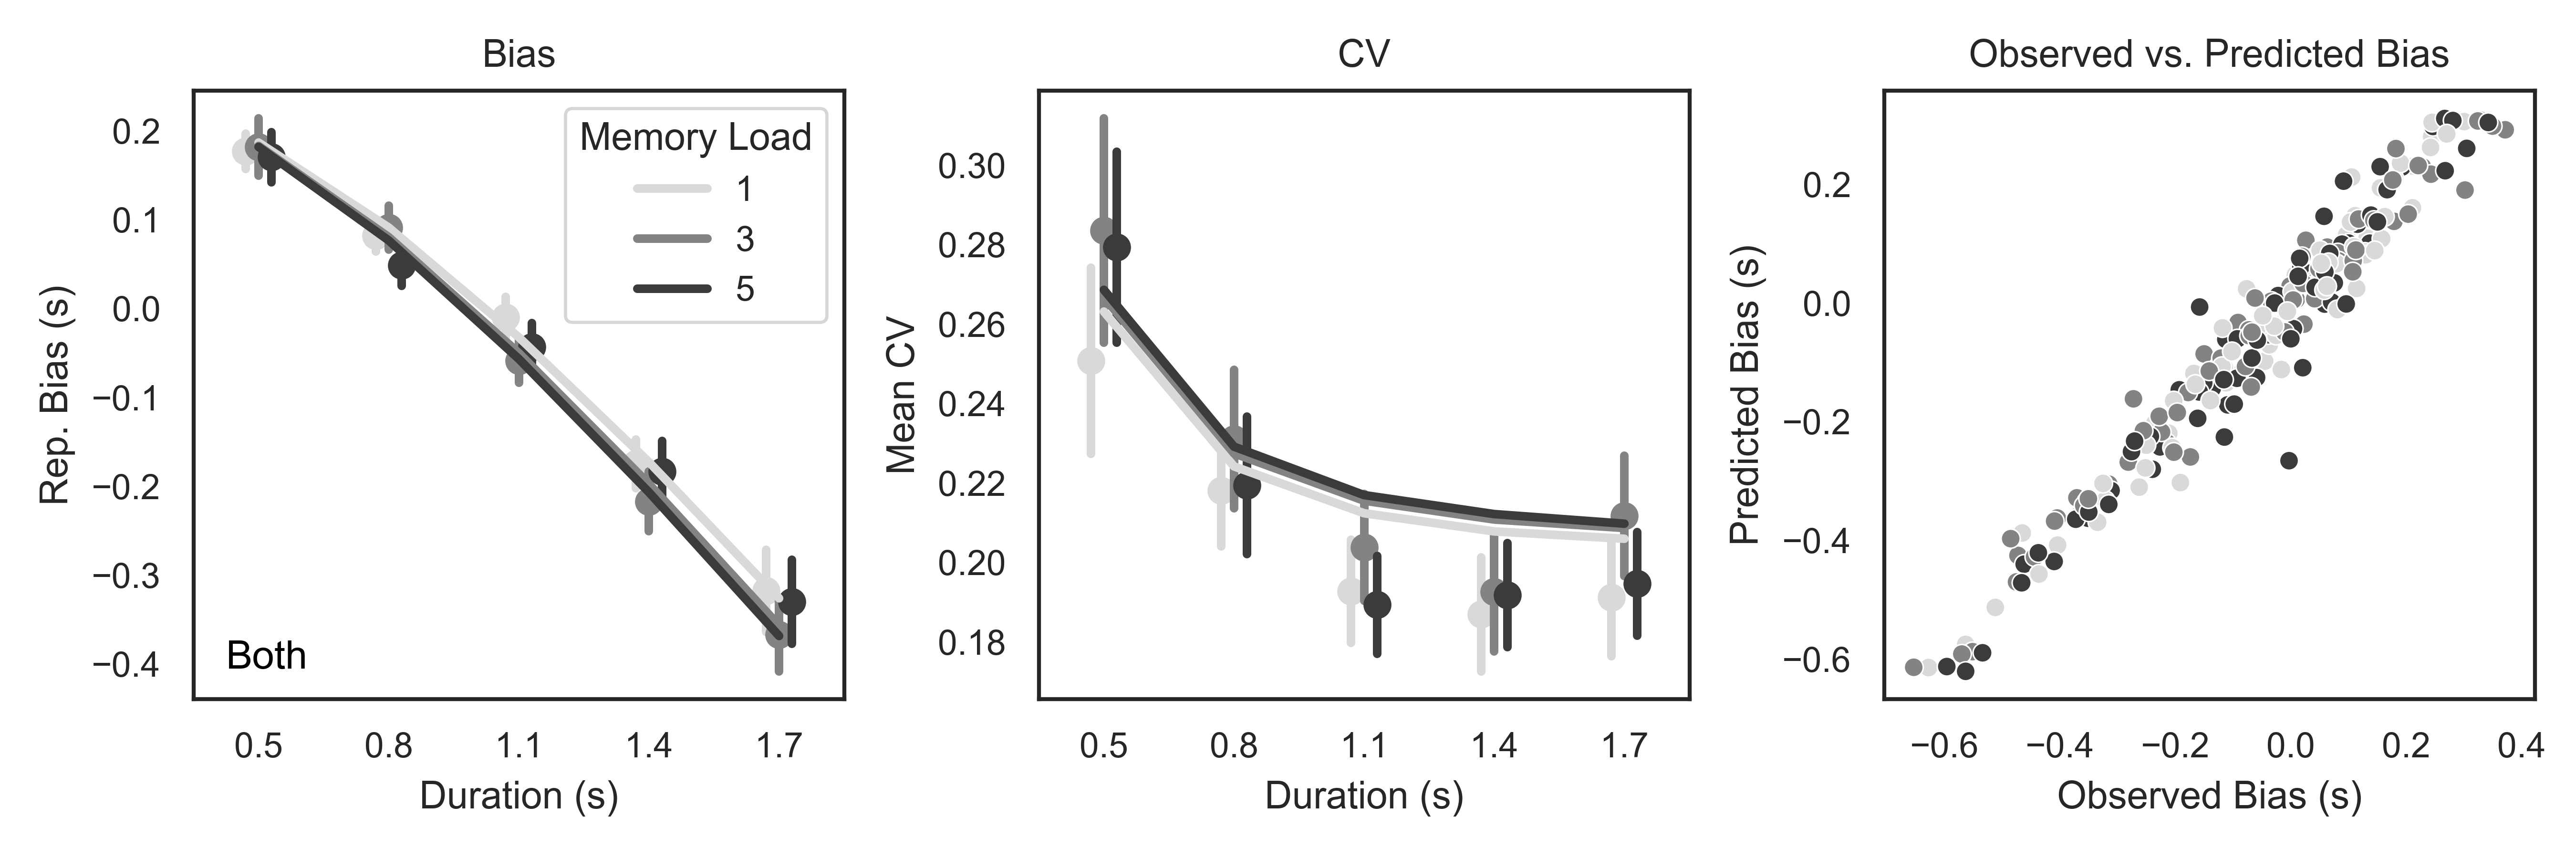 Bias
Rep. Bias (s)
0.2
0.1
0.0
−0.1
−0.2
−0.3
−0.4
Memory Load
1
3
5
Both
0.5 0.8 1.1 1.4 1.7
Duration (s)
CV
Mean CV
0.30
0.28
0.26
0.24
0.22
0.20
0.18
0.5 0.8 1.1 1.4 1.7
Duration (s)
Observed vs. Predicted Bias
Predicted Bias (s)
0.2
0.0
−0.2
−0.4
−0.6
−0.6 −0.4 −0.2 0.0 0.2 0.4
Observed Bias (s)